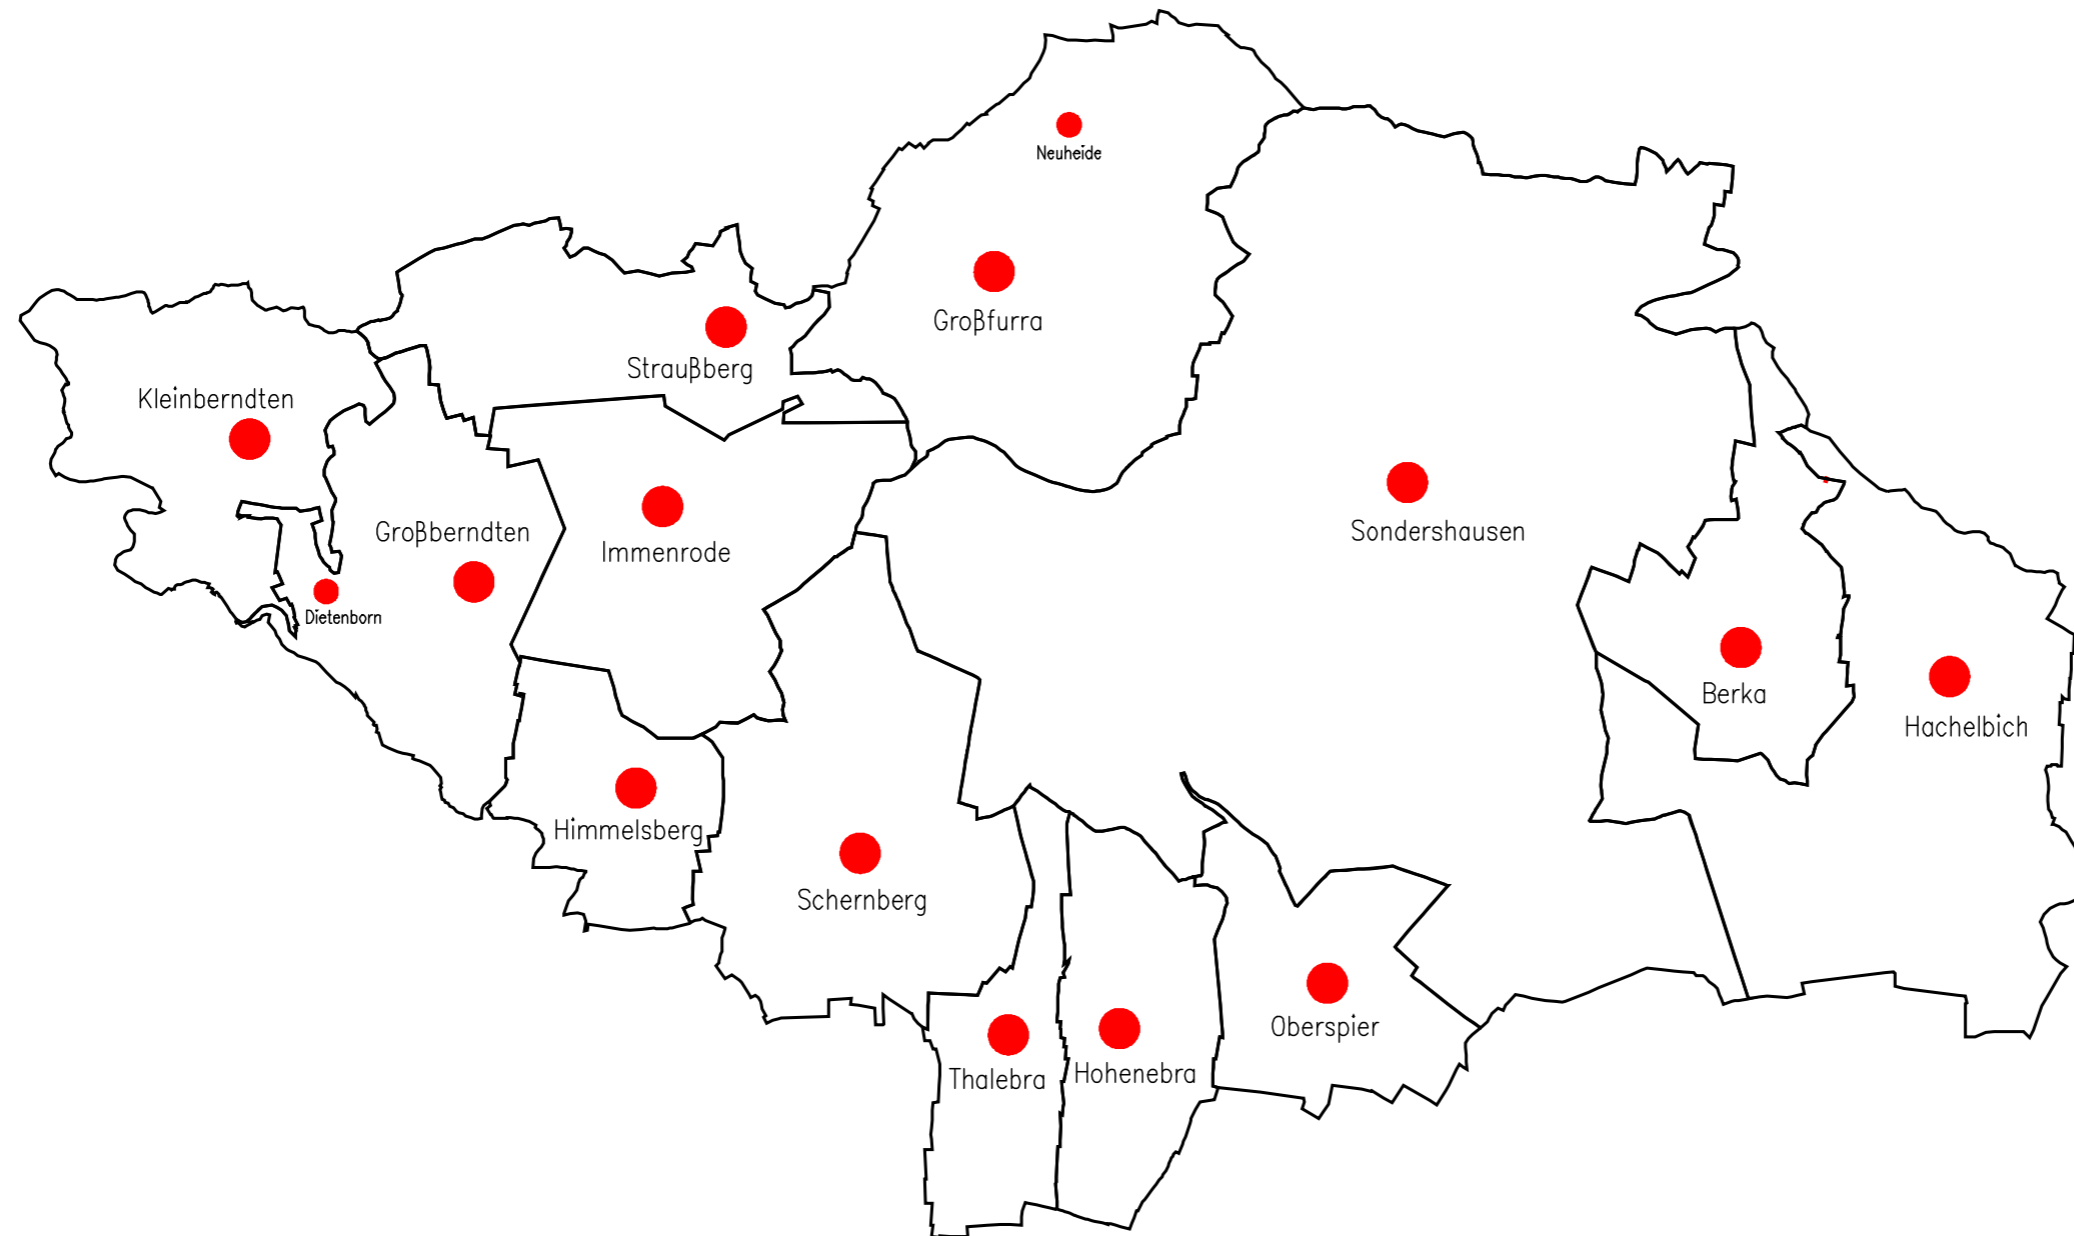 Neuheide
Großfurra
Straußberg
Kleinberndten
Großberndten
Immenrode
Sondershausen
Dietenborn
Berka
Hachelbich
Himmelsberg
Schernberg
Oberspier
Thalebra
Hohenebra